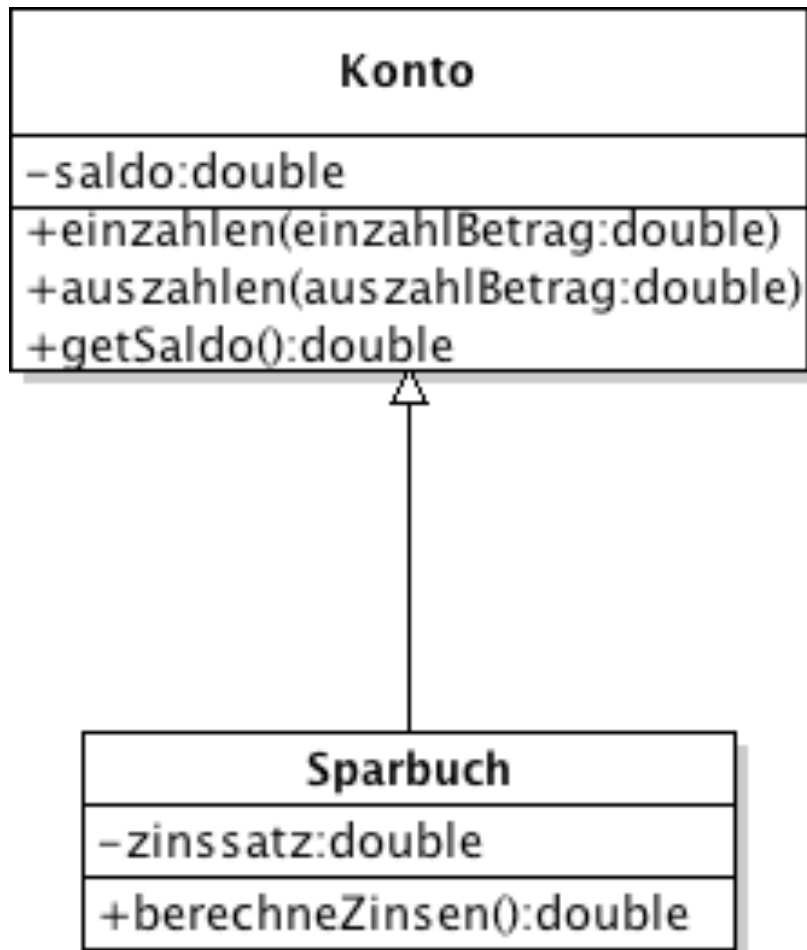 Konto
-saldo:double
+einzahlen(einzahlBetrag:double)
+auszahlen(auszahlBetrag:double)
+getSaldo():double
Sparbuch
-zinssatz:double
+berechneZinsen():double